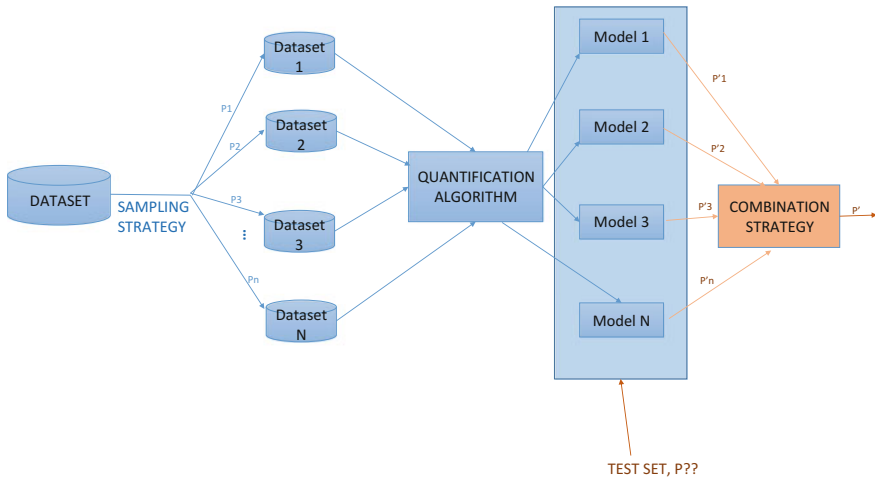 DATASET
SAMPLING
STRATEGY
P1
P2
P3
...
Pn
Dataset
1
Dataset
2
Dataset
3
Dataset
N
QUANTIFICATION
ALGORITHM
Model 1
Model 2
Model 3
Model N
P'1
P'2
P'3
P'n
COMBINATION
STRATEGY
P'
TEST SET, P??